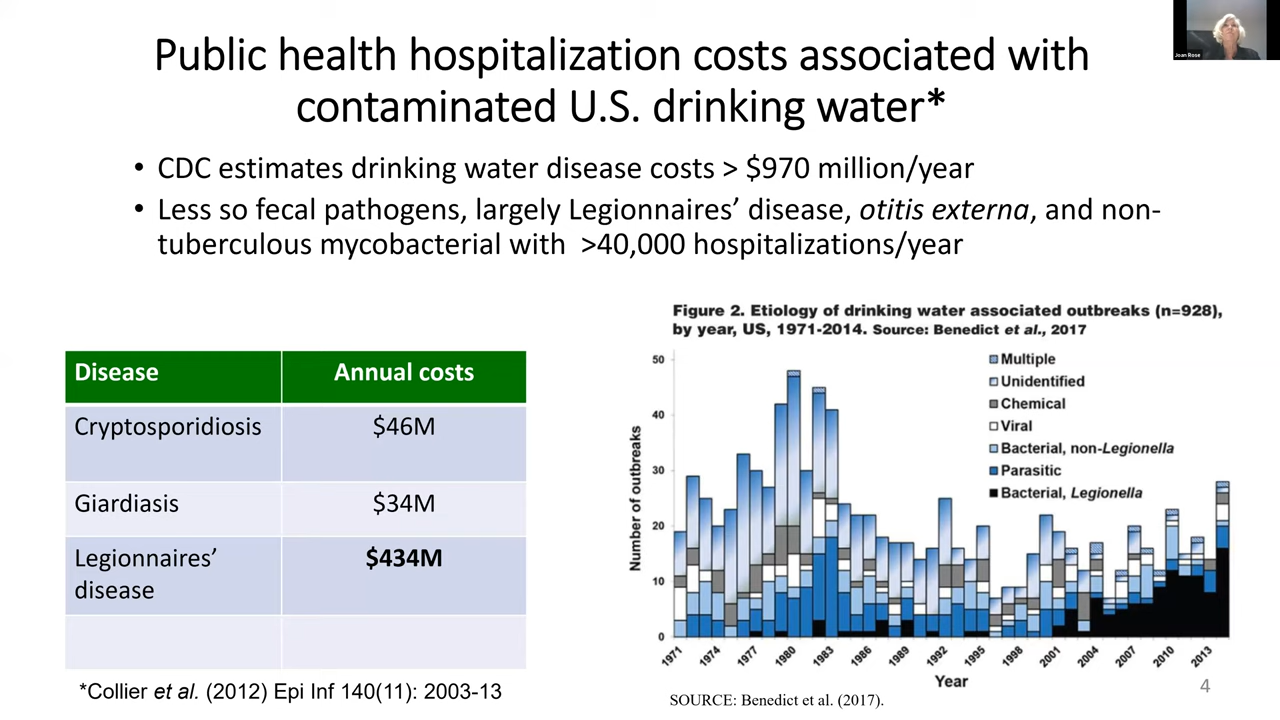 Joan Rose
Public health hospitalization costs associated with
contaminated U.S. drinking water*
• CDC estimates drinking water disease costs > $970 million/year
• Less so fecal pathogens, largely Legionnaires’ disease, otitis externa, and non-
tuberculous mycobacterial with >40,000 hospitalizations/year
Disease Annual costs
Cryptosporidiosis $46M
Giardiasis $34M
Legionnaires’ $434M
disease
*Collier et al. (2012) Epi Inf 140(11): 2003-13
Figure 2. Etiology of drinking water associated outbreaks (n=928),
by year, US, 1971-2014. Source: Benedict et al., 2017
Number of outbreaks
50
40
30
20
10
0
Multiple
Unidentified
Chemical
Viral
Bacterial, non-Legionella
Parasitic
Bacterial, Legionella
1971 1974 1977 1980 1983 1986 1989 1992 1995 1998 2001 2004 2007 2010 2013
Year
SOURCE: Benedict et al. (2017).
4